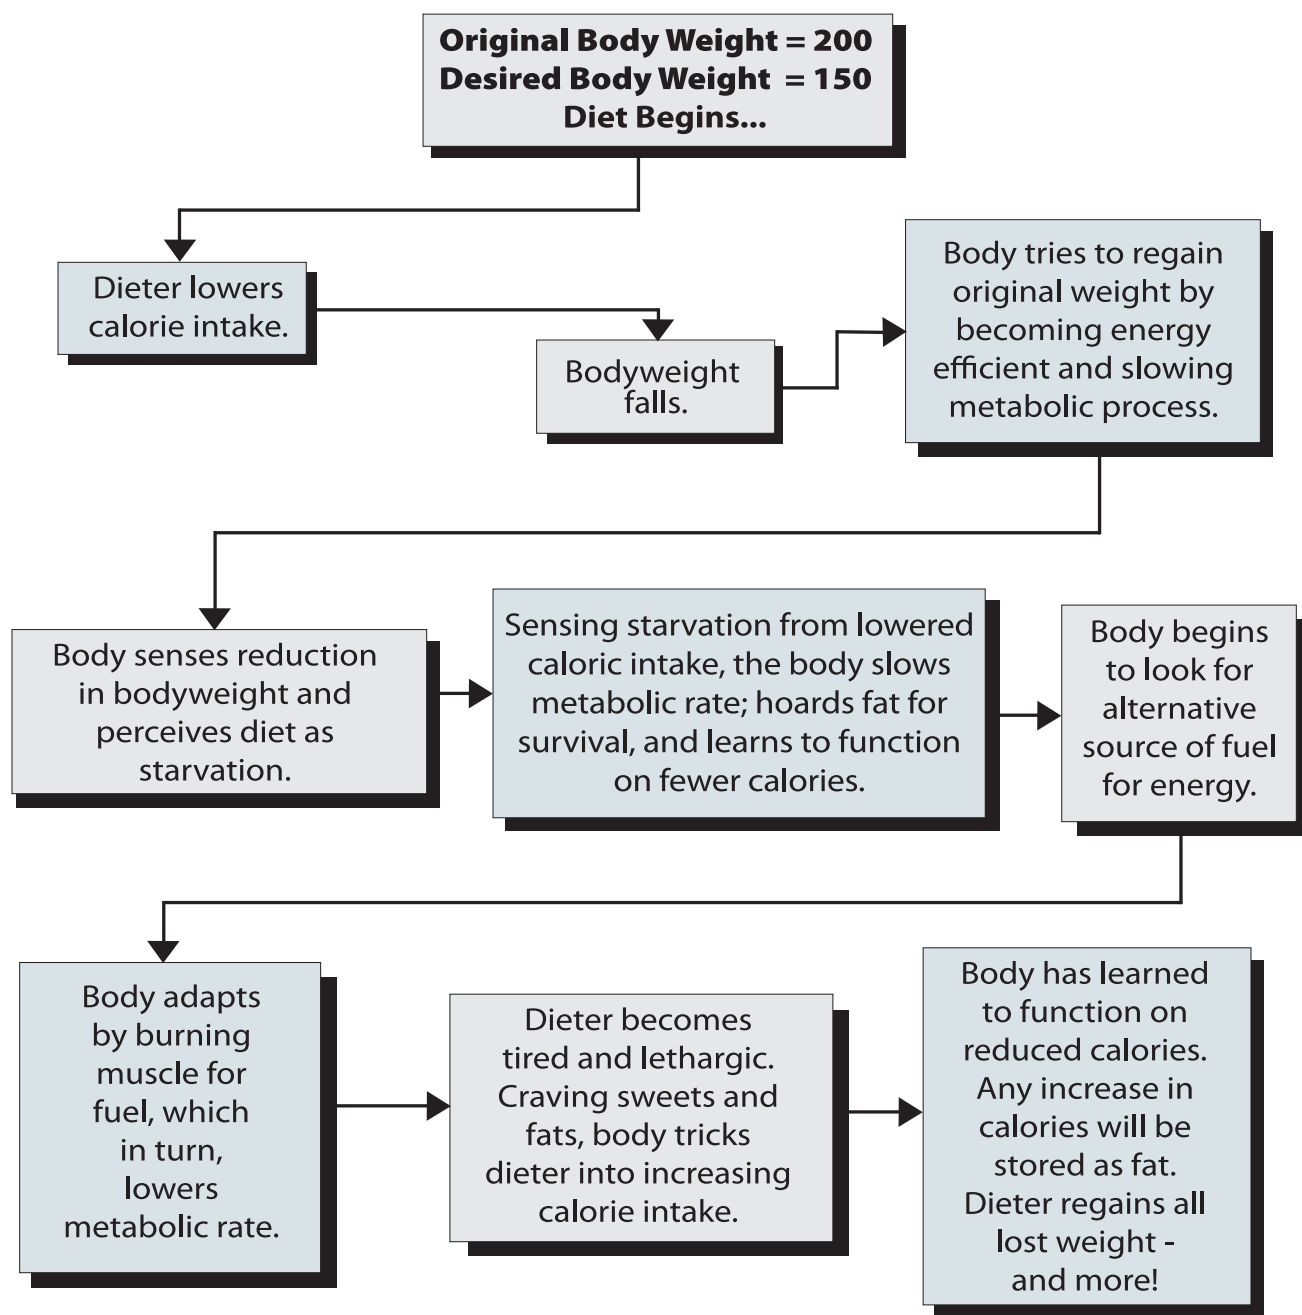 Original Body Weight = 200
Desired Body Weight = 150
Diet Begins...
Dieter lowers
calorie intake.
Bodyweight
falls.
Body tries to regain
original weight by
becoming energy
efficient and slowing
metabolic process.
Body senses reduction
in bodyweight and
perceives diet as
starvation.
Sensing starvation from lowered
caloric intake, the body slows
metabolic rate; hoards fat for
survival, and learns to function
on fewer calories.
Body begins
to look for
alternative
source of fuel
for energy.
Body adapts
by burning
muscle for
fuel, which
in turn,
lowers
metabolic rate.
Dieter becomes
tired and lethargic.
Craving sweets and
fats, body tricks
dieter into increasing
calorie intake.
Body has learned
to function on
reduced calories.
Any increase in
calories will be
stored as fat.
Dieter regains all
lost weight -
and more!